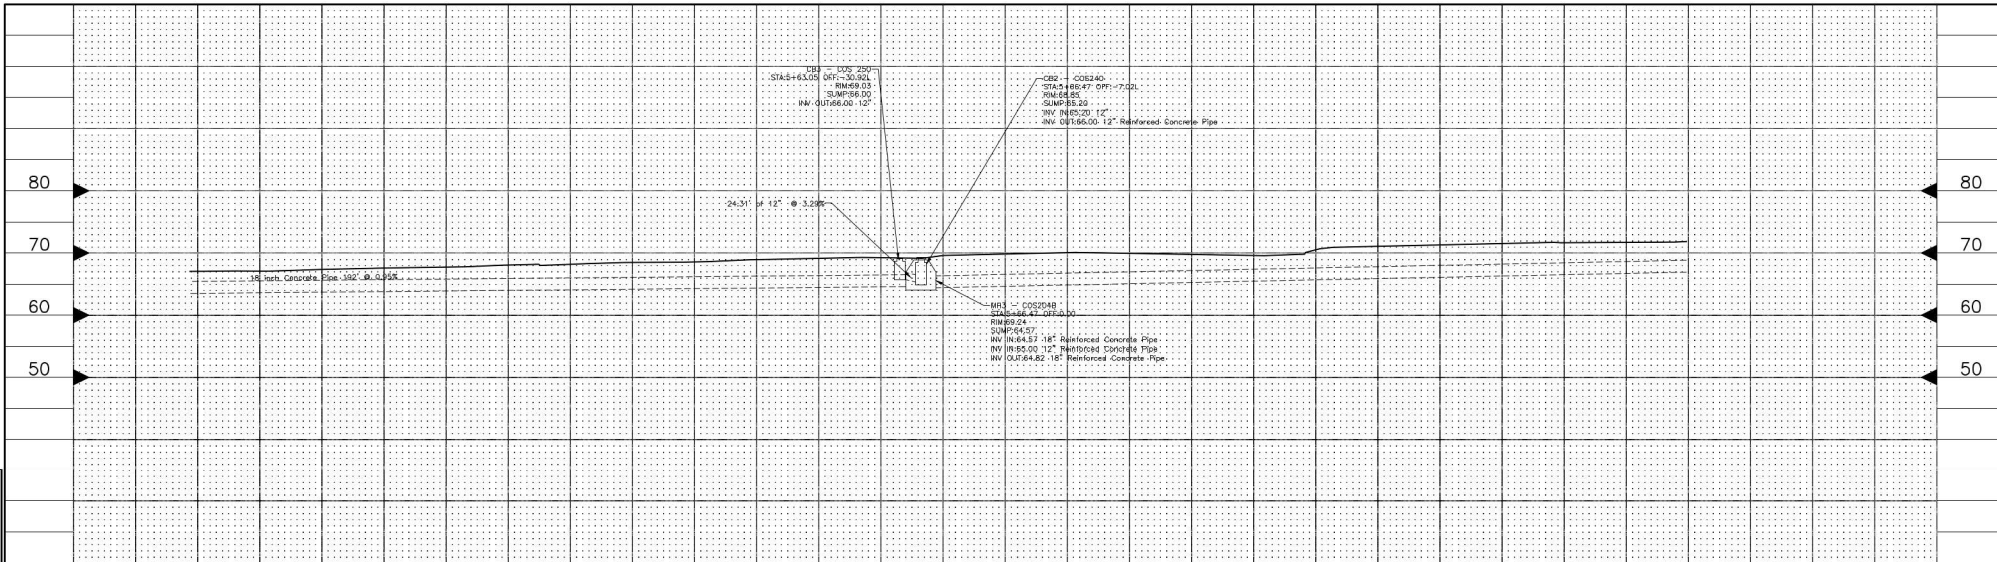 CB3 - COS 250
STA:5+63.05 OFF:-30.92L
RIM:69.03
SUMP:66.00
INV OUT:66.00 12"
CB2 - COS240
STA:5+66.47 OFF:-7.02L
RIM:68.85
SUMP:65.20
INV IN:65.20 12"
INV OUT:66.00 12" Reinforced Concrete Pipe
80
80
24.31' of 12" @ 3.29%
70
70
18 inch Concrete Pipe 192' @ 0.95%
MH3 - COS204B
STA:5+66.47 OFF:0.00
RIM:69.24
SUMP:64.57
INV IN:64.57 18" Reinforced Concrete Pipe
INV IN:65.00 12" Reinforced Concrete Pipe
INV OUT:64.82 18" Reinforced Concrete Pipe
60
60
50
50